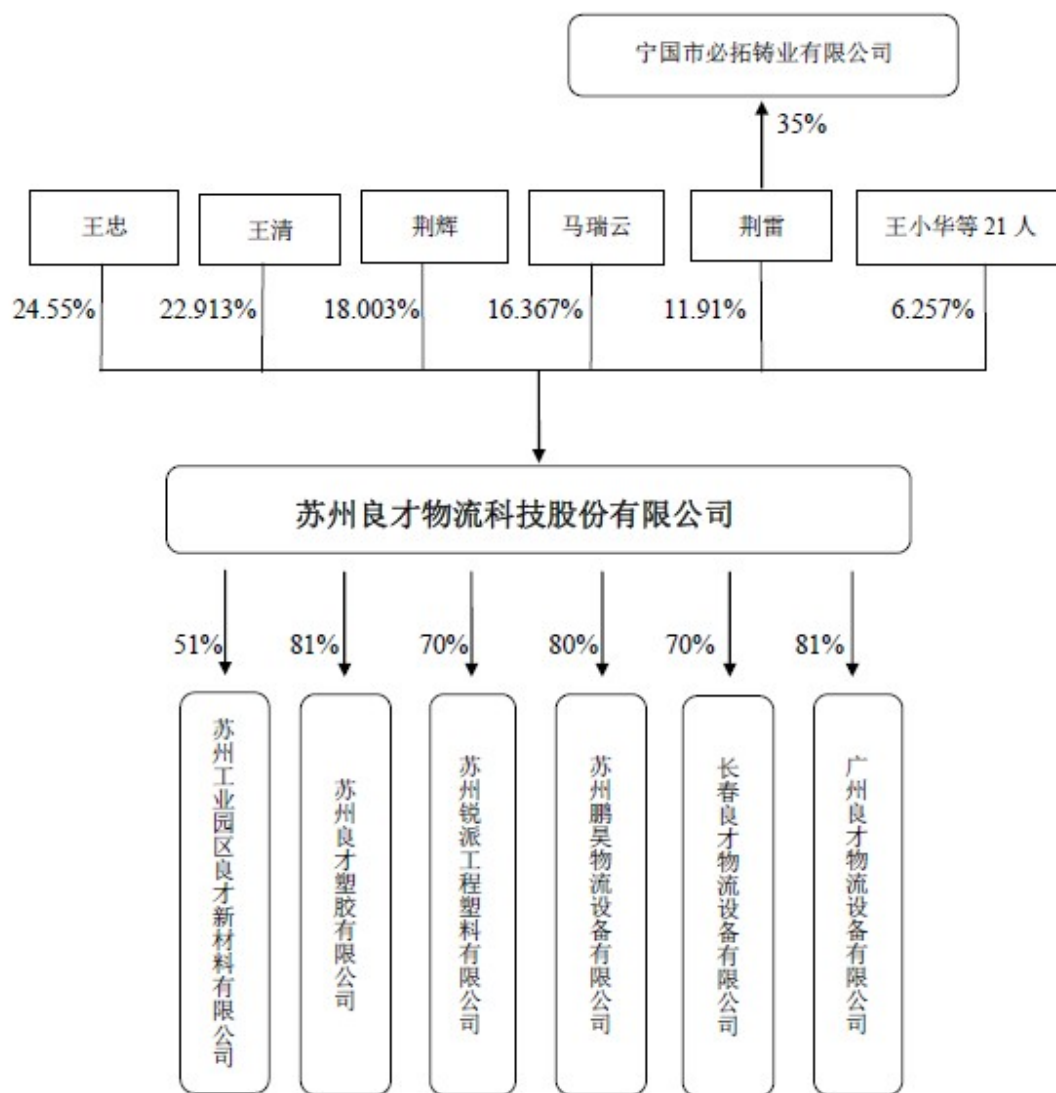 宁国市必拓铸业有限公司
35%
王忠
王清
荆辉
马瑞云
荆雷
王小华等 21 人
24.55%
22.913%
18.003%
16.367%
11.91%
6.257%
苏州良才物流科技股份有限公司
51%
81%
70%
80%
70%
81%
苏州工业园区良才新材料有限公司
苏州良才塑胶有限公司
苏州锐派工程塑料有限公司
苏州鹏昊物流设备有限公司
长春良才物流设备有限公司
广州良才物流设备有限公司